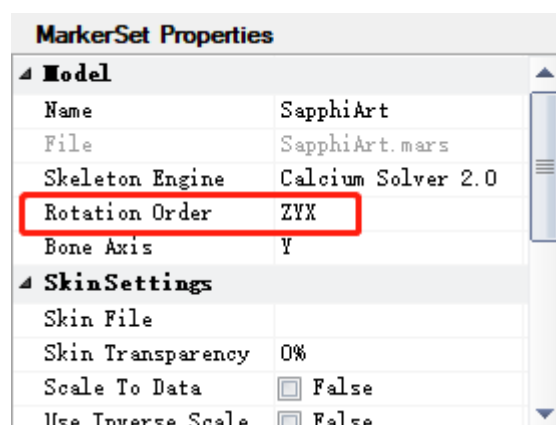 MarkerSet Properties
Model
Name SapphiArt
File SapphiArt.mars
Skeleton Engine Calcium Solver 2.0
Rotation Order ZYX
Bone Axis Y
SkinSettings
Skin File
Skin Transparency 0%
Scale To Data False
Use Inverse Scale False